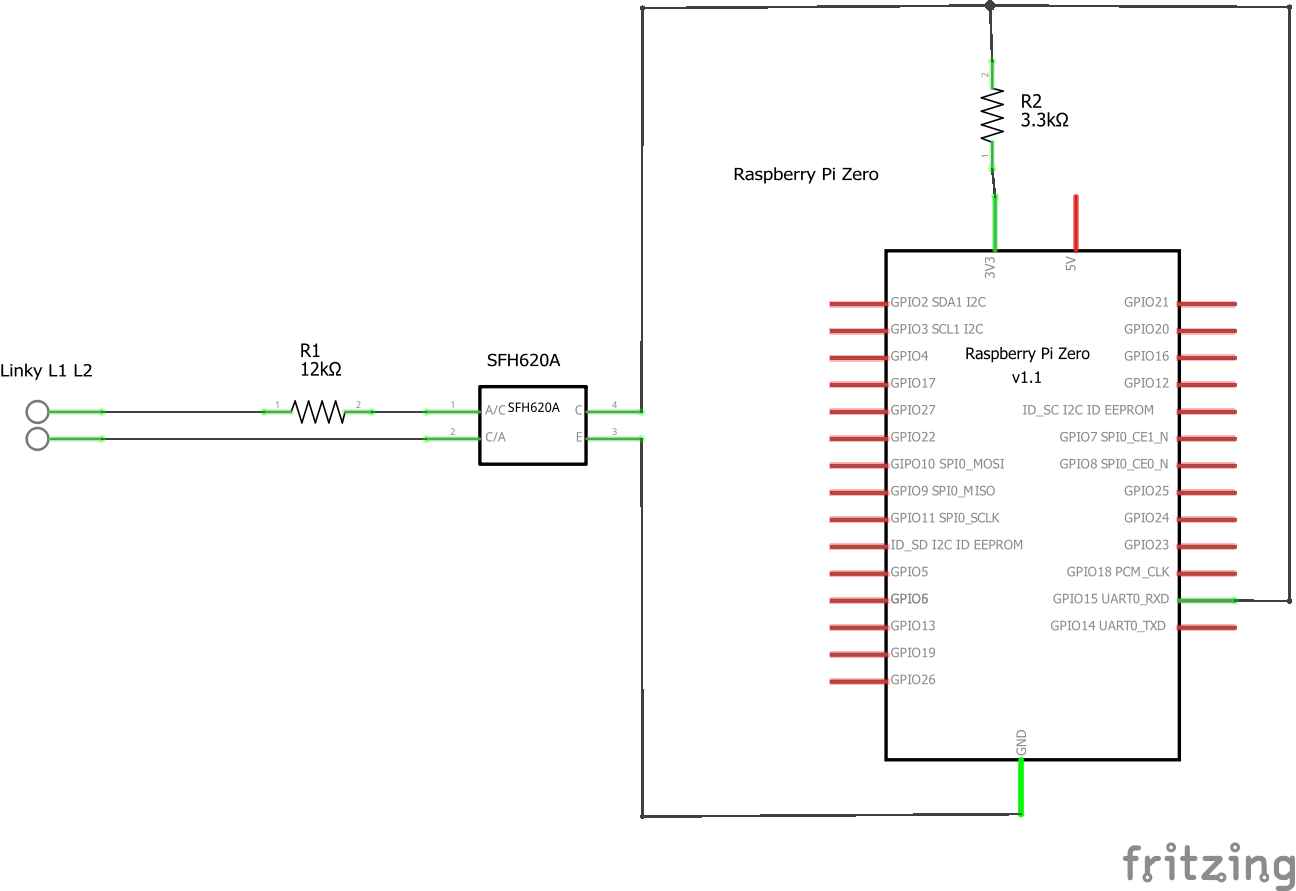 2
R2
3.3kΩ
1
Raspberry Pi Zero
3V3
5V
GPIO2 SDA1 I2C
GPIO21
GPIO3 SCL1 I2C
GPIO20
GPIO4
Raspberry Pi Zero
GPIO16
v1.1
GPIO17
GPIO12
GPIO27
ID_SC I2C ID EEPROM
GPIO22
GPIO7 SPI0_CE1_N
GIPO10 SPI0_MOSI
GPIO8 SPI0_CE0_N
GPIO9 SPI0_MISO
GPIO25
GPIO11 SPI0_SCLK
GPIO24
ID_SD I2C ID EEPROM
GPIO23
GPIO5
GPIO18 PCM_CLK
GPIO6
GPIO15 UART0_RXD
GPIO13
GPIO14 UART0_TXD
GPIO19
GPIO26
GND
Linky L1 L2
R1
12kΩ
1
2
SFH620A
1
A/C
SFH620A
C
4
2
C/A
E
3
fritzing